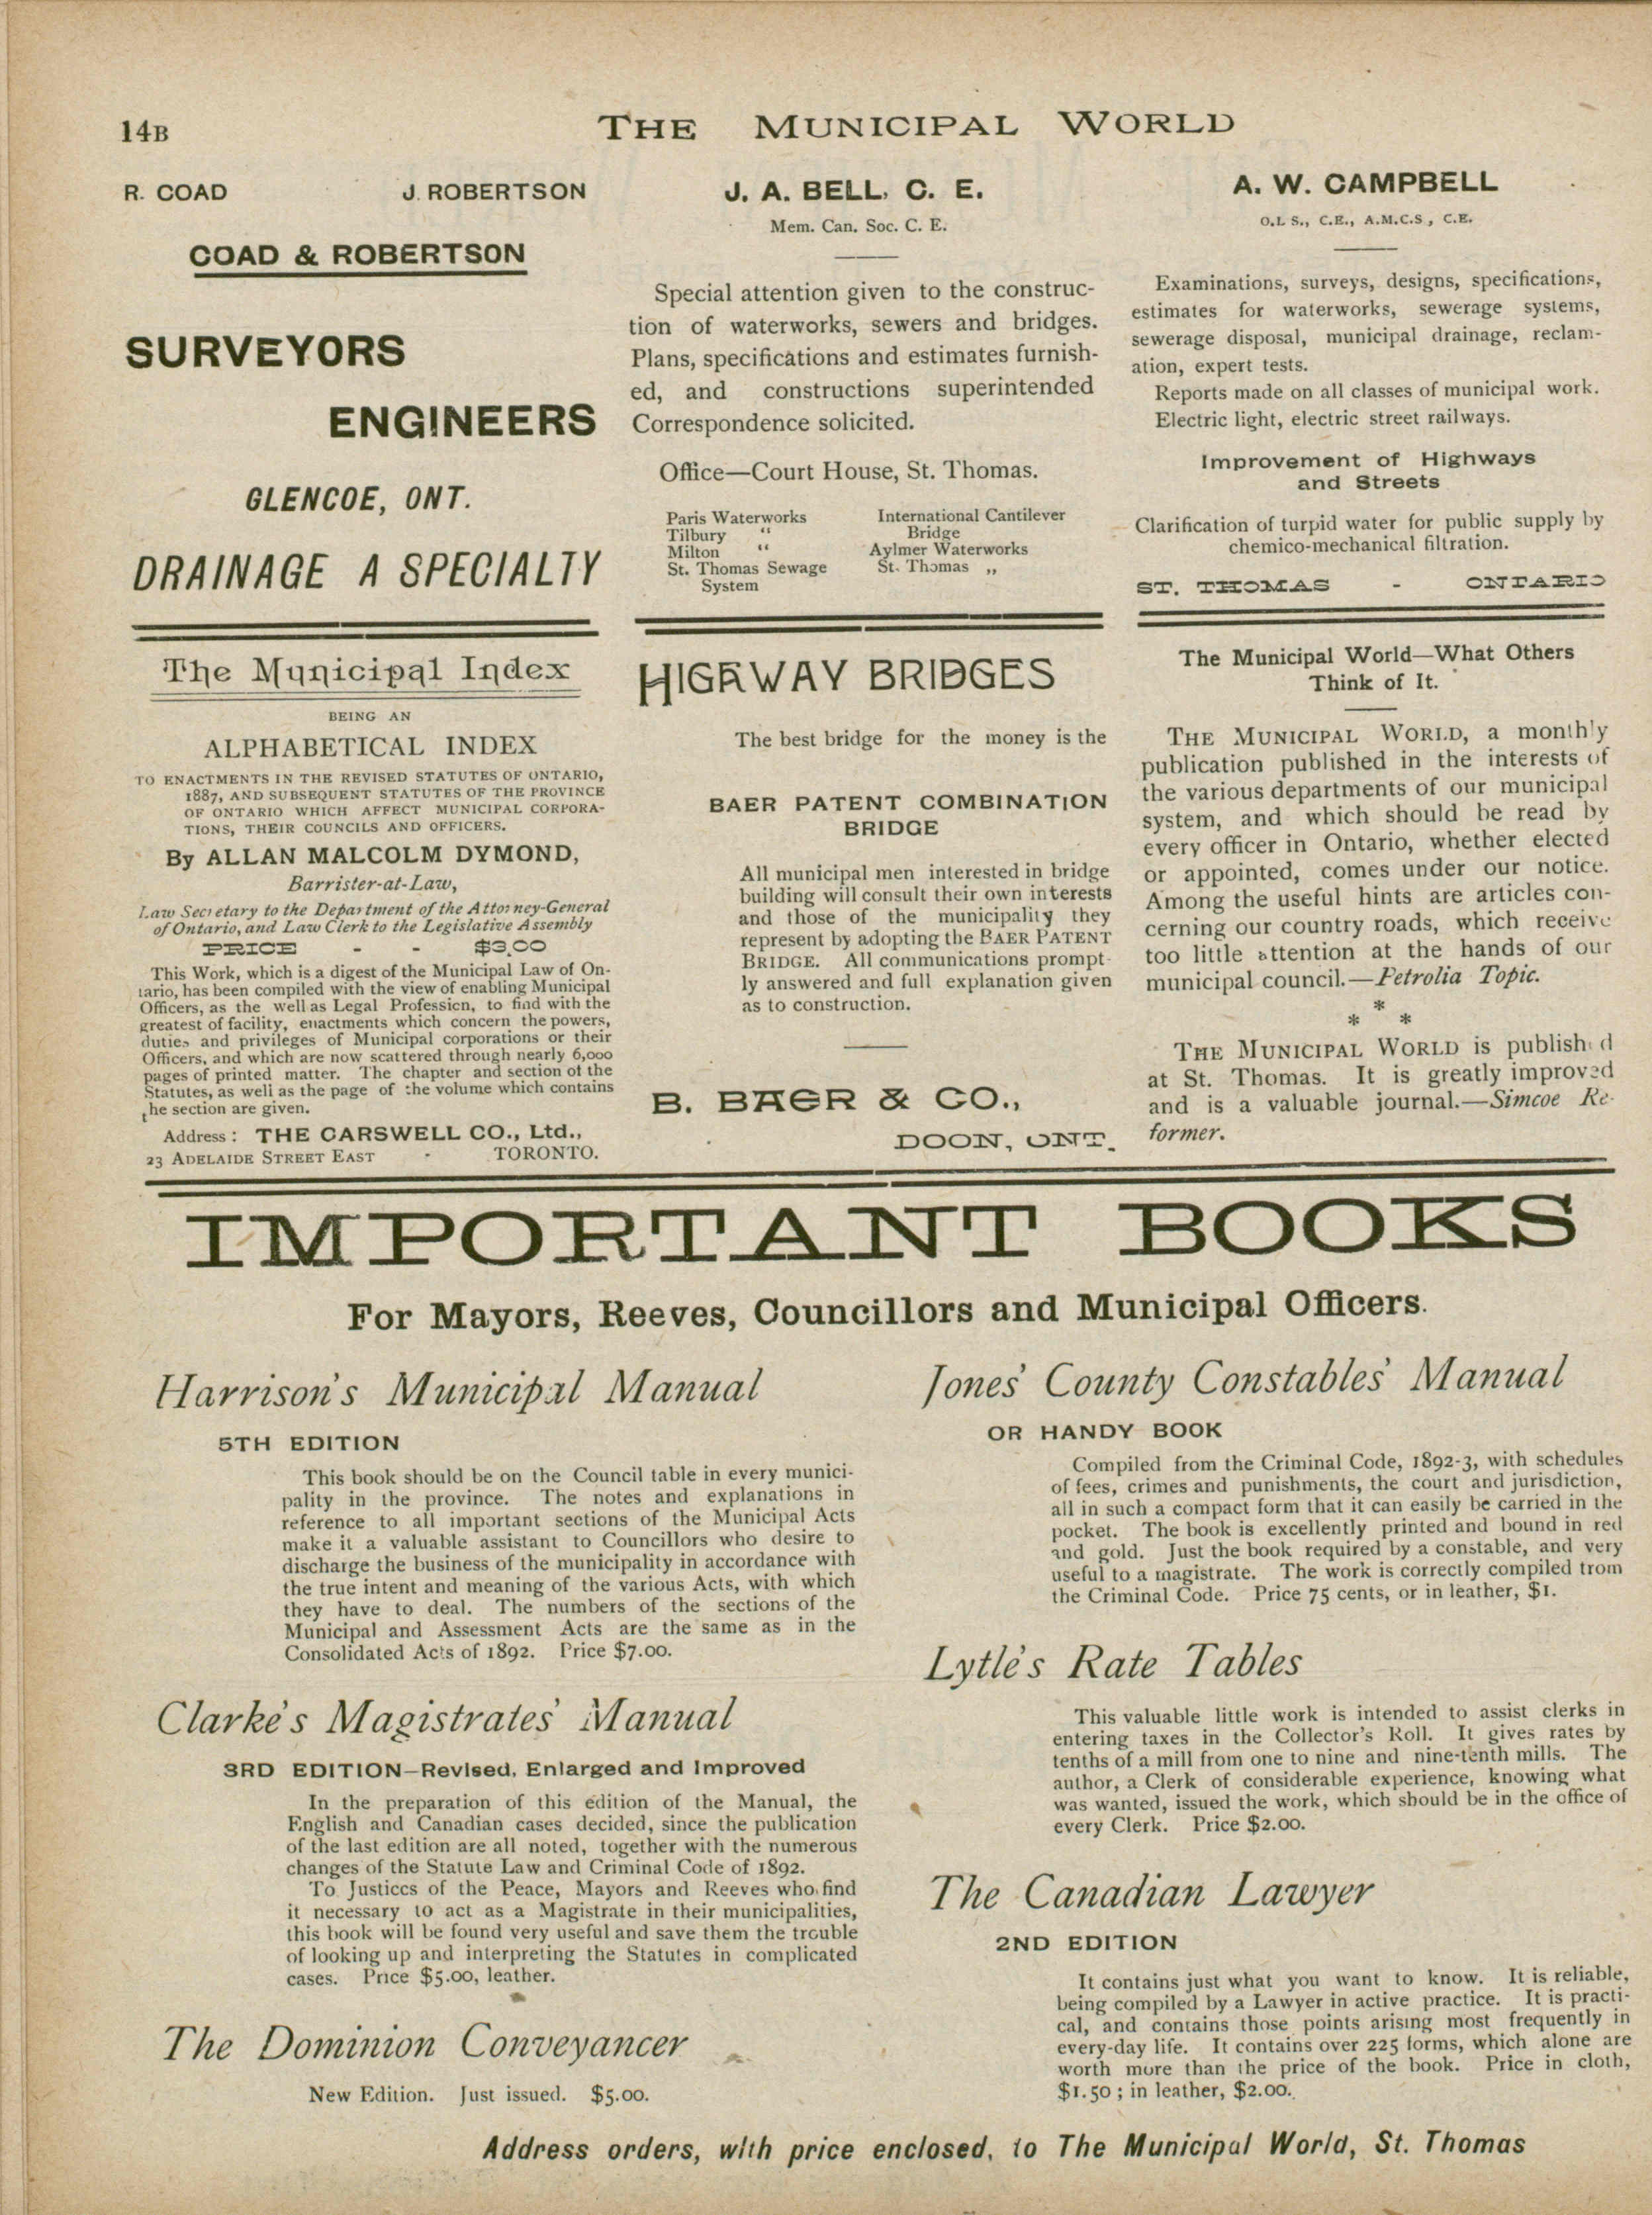 14B
THE MUNICIPAL WORLD
R. COAD J. ROBERTSON
COAD & ROBERTSON
SURVEYORS
ENGINEERS
GLENCOE, ONT.
DRAINAGE A SPECIALTY
J. A. BELL, C. E.
Mem. Can. Soc. C. E.
Special attention given to the construc-
tion of waterworks, sewers and bridges.
Plans, specifications and estimates furnish-
ed, and constructions superintended
Correspondence solicited.
Office—Court House, St. Thomas.
Paris Waterworks
Tilbury "
Milton "
St. Thomas Sewage
System
International Cantilever
Bridge
Aylmer Waterworks
St. Thomas ,,
A. W. CAMPBELL
O.L S., C.E., A.M.C.S., C.E.
Examinations, surveys, designs, specifications,
estimates for waterworks, sewerage systems,
sewerage disposal, municipal drainage, reclam-
ation, expert tests.
Reports made on all classes of municipal work.
Electric light, electric street railways.
Improvement of Highways
and Streets
Clarification of turpid water for public supply by
chemico-mechanical filtration.
ST. THOMAS - ONTARIO
The Municipal Index
BEING AN
ALPHABETICAL INDEX
TO ENACTMENTS IN THE REVISED STATUTES OF ONTARIO,
1887, AND SUBSEQUENT STATUTES OF THE PROVINCE
OF ONTARIO WHICH AFFECT MUNICIPAL CORPORA-
TIONS, THEIR COUNCILS AND OFFICERS.
By ALLAN MALCOLM DYMOND,
Barrister-at-Law,
Law Secretary to the Department of the Attorney-General
of Ontario, and Law Clerk to the Legislative Assembly
PRICE - - $3.00
This Work, which is a digest of the Municipal Law of On-
tario, has been compiled with the view of enabling Municipal
Officers, as the well as Legal Profession, to find with the
greatest of facility, enactments which concern the powers,
duties and privileges of Municipal corporations or their
Officers, and which are now scattered through nearly 6,000
pages of printed matter. The chapter and section of the
Statutes, as well as the page of the volume which contains
the section are given.
Address: THE CARSWELL CO., Ltd.,
23 ADELAIDE STREET EAST - TORONTO.
HIGHWAY BRIDGES
The best bridge for the money is the
BAER PATENT COMBINATION
BRIDGE
All municipal men interested in bridge
building will consult their own interests
and those of the municipality they
represent by adopting the BAER PATENT
BRIDGE. All communications prompt-
ly answered and full explanation given
as to construction.
B. BAER & CO.,
DOON, ONT.
The Municipal World—What Others
Think of It.
THE MUNICIPAL WORLD, a monthly
publication published in the interests of
the various departments of our municipal
system, and which should be read by
every officer in Ontario, whether elected
or appointed, comes under our notice.
Among the useful hints are articles con-
cerning our country roads, which receive
too little attention at the hands of our
municipal council.—Petrolia Topic.
*
* *
THE MUNICIPAL WORLD is published
at St. Thomas. It is greatly improved
and is a valuable journal.—Simcoe Re-
former.
IMPORTANT BOOKS
For Mayors, Reeves, Councillors and Municipal Officers.
Harrison's Municipal Manual
5TH EDITION
This book should be on the Council table in every munici-
pality in the province. The notes and explanations in
reference to all important sections of the Municipal Acts
make it a valuable assistant to Councillors who desire to
discharge the business of the municipality in accordance with
the true intent and meaning of the various Acts, with which
they have to deal. The numbers of the sections of the
Municipal and Assessment Acts are the same as in the
Consolidated Acts of 1892. Price $7.00.
Clarke's Magistrates' Manual
3RD EDITION—Revised, Enlarged and Improved
In the preparation of this edition of the Manual, the
English and Canadian cases decided, since the publication
of the last edition are all noted, together with the numerous
changes of the Statute Law and Criminal Code of 1892.
To Justices of the Peace, Mayors and Reeves who find
it necessary to act as a Magistrate in their municipalities,
this book will be found very useful and save them the trouble
of looking up and interpreting the Statutes in complicated
cases. Price $5.00, leather.
The Dominion Conveyancer
New Edition. Just issued. $5.00.
Jones' County Constables' Manual
OR HANDY BOOK
Compiled from the Criminal Code, 1892-3, with schedules
of fees, crimes and punishments, the court and jurisdiction,
all in such a compact form that it can easily be carried in the
pocket. The book is excellently printed and bound in red
and gold. Just the book required by a constable, and very
useful to a magistrate. The work is correctly compiled from
the Criminal Code. Price 75 cents, or in leather, $1.
Lytle's Rate Tables
This valuable little work is intended to assist clerks in
entering taxes in the Collector's Roll. It gives rates by
tenths of a mill from one to nine and nine-tenth mills. The
author, a Clerk of considerable experience, knowing what
was wanted, issued the work, which should be in the office of
every Clerk. Price $2.00.
The Canadian Lawyer
2ND EDITION
It contains just what you want to know. It is reliable,
being compiled by a Lawyer in active practice. It is practi-
cal, and contains those points arising most frequently in
every-day life. It contains over 225 forms, which alone are
worth more than the price of the book. Price in cloth,
$1.50; in leather, $2.00.
Address orders, with price enclosed, to The Municipal World, St. Thomas